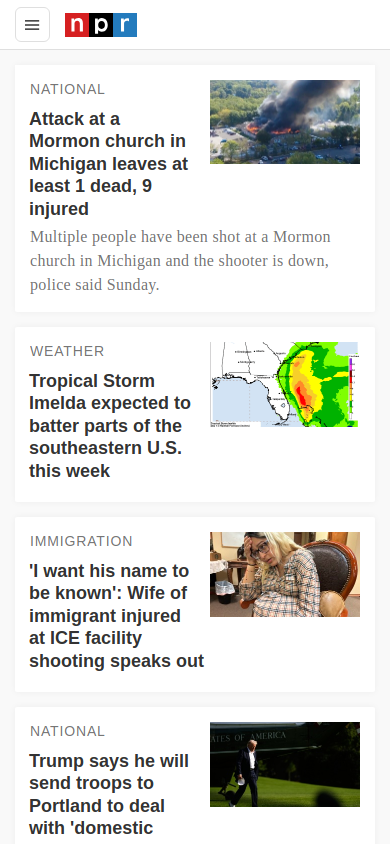 npr
NATIONAL
Attack at a
Mormon church in
Michigan leaves at
least 1 dead, 9
injured
Multiple people have been shot at a Mormon
church in Michigan and the shooter is down,
police said Sunday.
WEATHER
Tropical Storm
Imelda expected to
batter parts of the
southeastern U.S.
this week
IMMIGRATION
'I want his name to
be known': Wife of
immigrant injured
at ICE facility
shooting speaks out
NATIONAL
Trump says he will
send troops to
Portland to deal
with 'domestic
ATES OF AMERICA